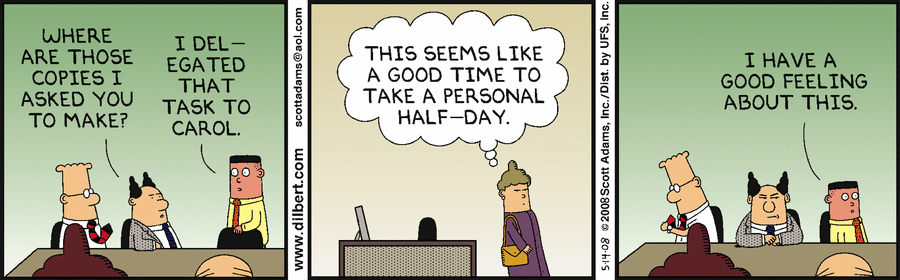 WHERE
ARE THOSE
COPIES I
ASKED YOU
TO MAKE?
I DEL-
EGATED
THAT
TASK TO
CAROL.
www.dilbert.com
scottadams@aol.com
THIS SEEMS LIKE
A GOOD TIME TO
TAKE A PERSONAL
HALF-DAY.
5-14-08 © 2008 Scott Adams, Inc./Dist. by UFS, Inc.
I HAVE A
GOOD FEELING
ABOUT THIS.